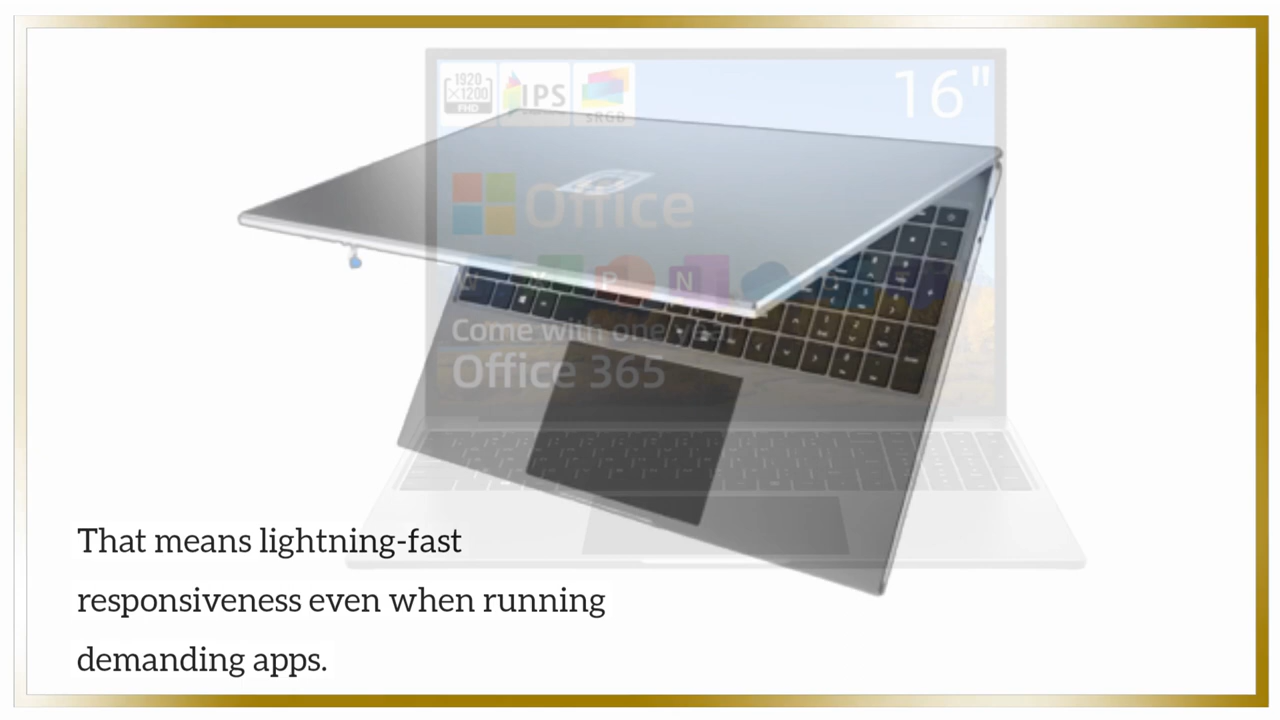 1920
×1200
FHD
IPS
sRGB
16"
Office
P N
Come with one year
Office 365
That means lightning-fast
responsiveness even when running
demanding apps.